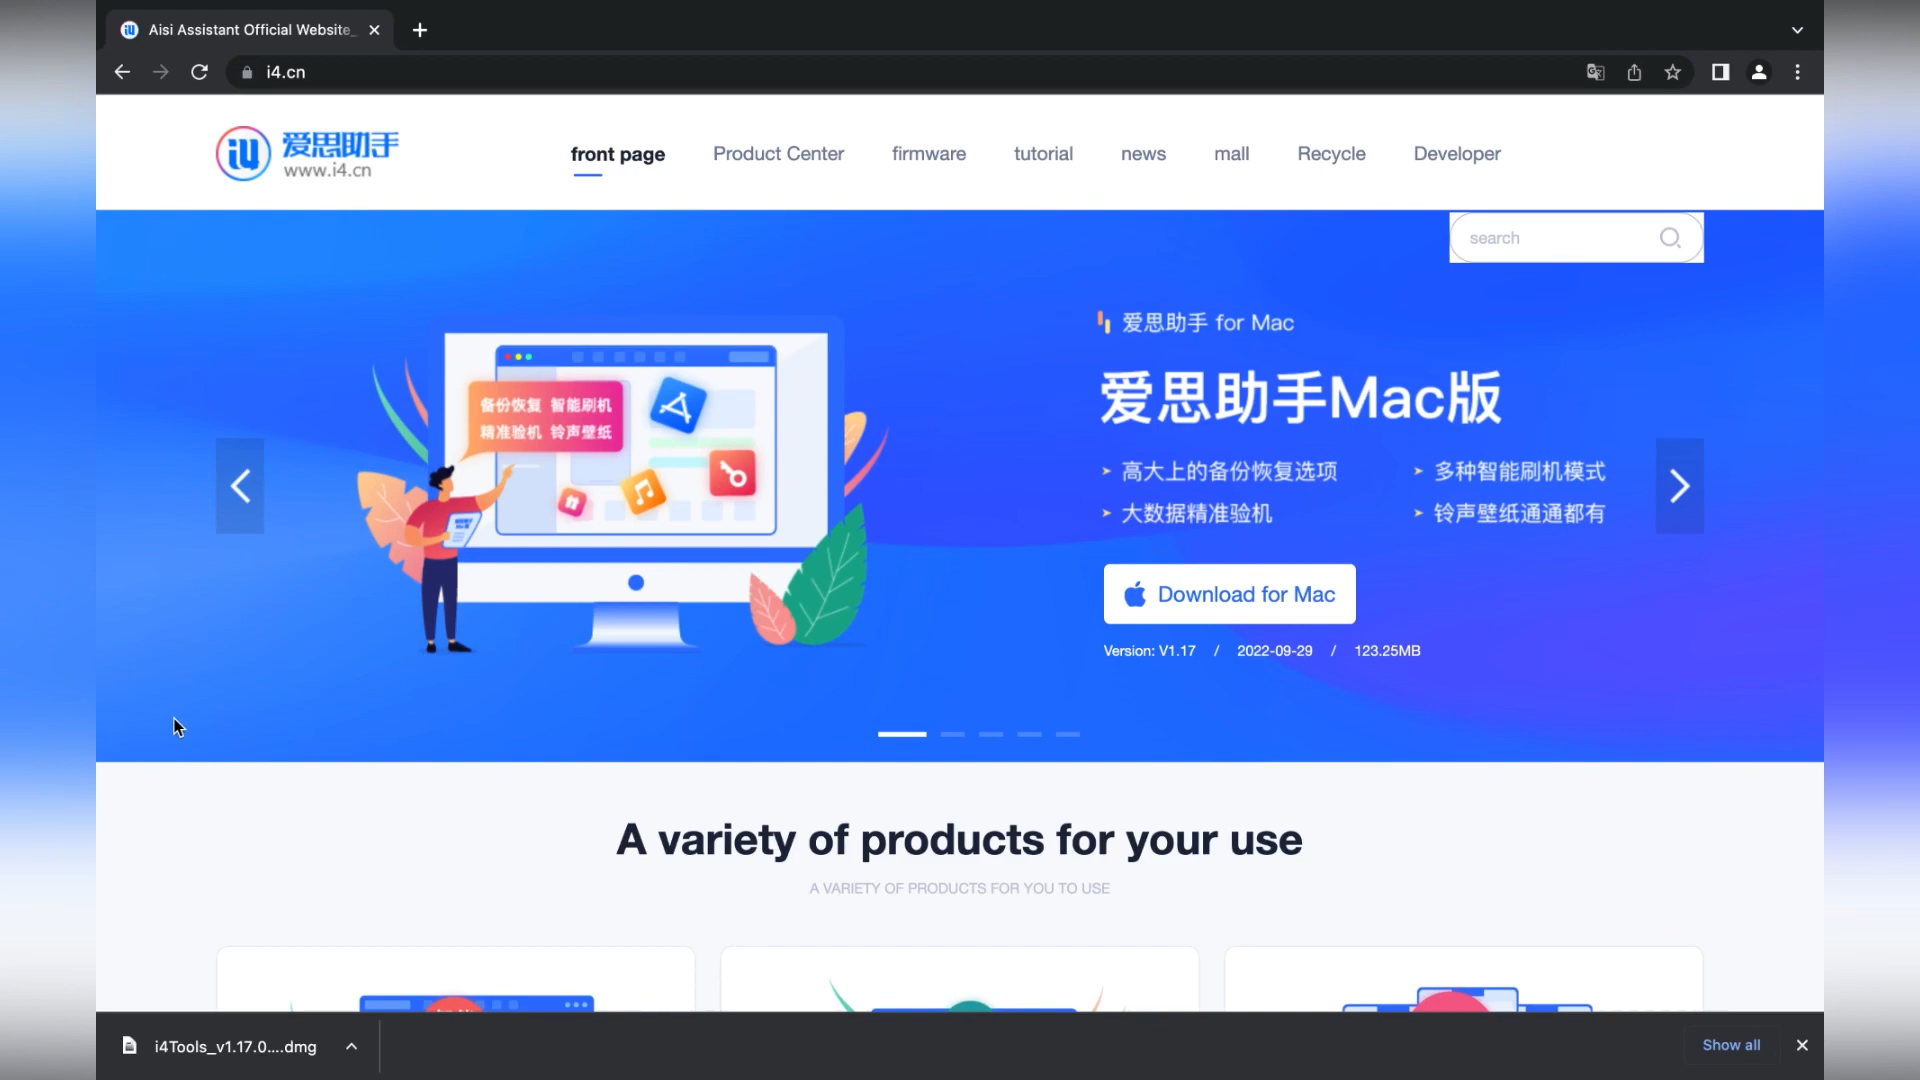 Aisi Assistant Official Website_
i4.cn
爱思助手
www.i4.cn
front page
Product Center
firmware
tutorial
news
mall
Recycle
Developer
search
爱思助手 for Mac
爱思助手Mac版
高大上的备份恢复选项
多种智能刷机模式
大数据精准验机
铃声壁纸通通都有
备份恢复 智能刷机
精准验机 铃声壁纸
Download for Mac
Version: V1.17 / 2022-09-29 / 123.25MB
A variety of products for your use
A VARIETY OF PRODUCTS FOR YOU TO USE
i4Tools_v1.17.0....dmg
Show all